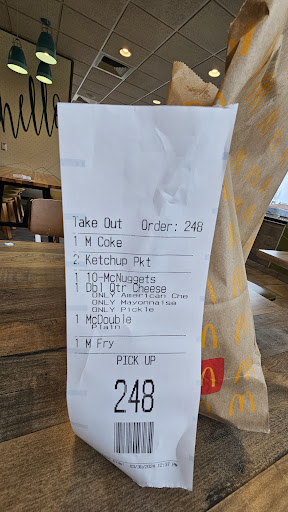 hello
Take Out Order: 248
1 M Coke
2 Ketchup Pkt
1 10-McNuggets
1 Dbl Qtr Cheese
ONLY American Che
ONLY Mayonnaise
ONLY Pickle
1 McDouble
Plain
1 M Fry
PICK UP
248